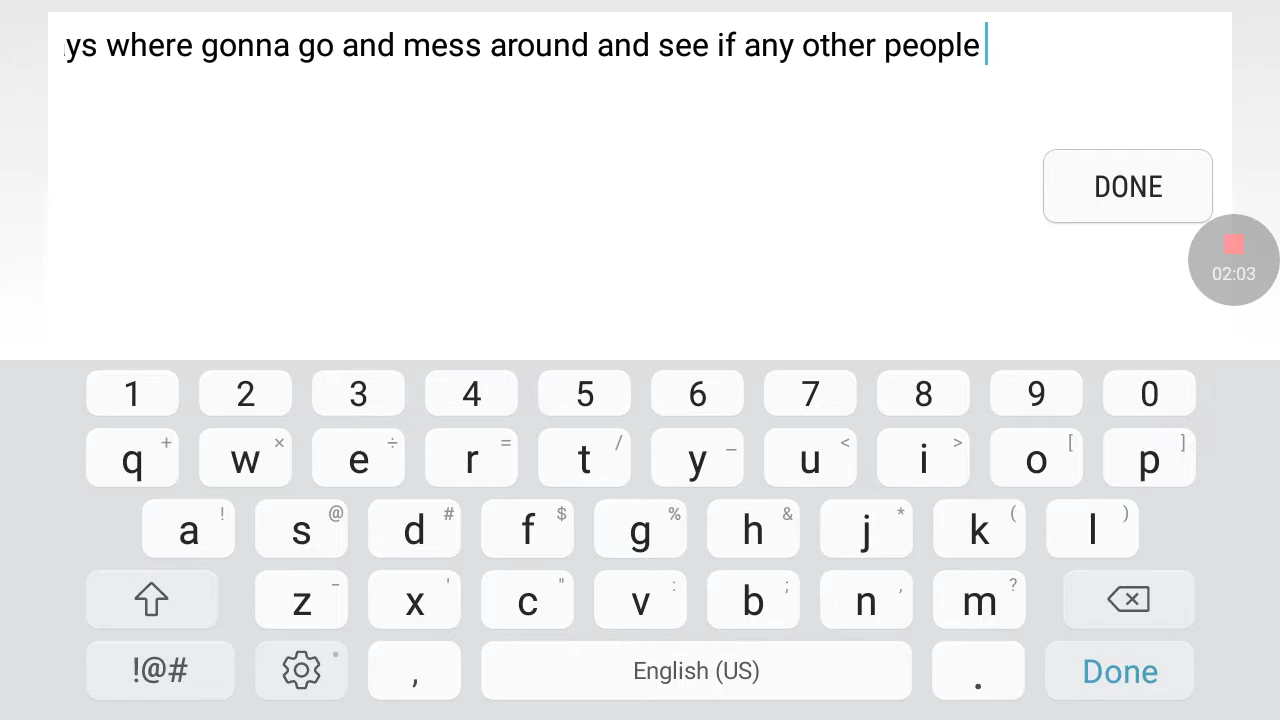 ys where gonna go and mess around and see if any other people
DONE
02:03
1 2 3 4 5 6 7 8 9 0
q + w × e ÷ r = t / y _ u < i > o [ p ]
a ! s @ d # f $ g % h & j * k ( l )
z - x ' c " v : b ; n , m ?
!@# , English (US) . Done